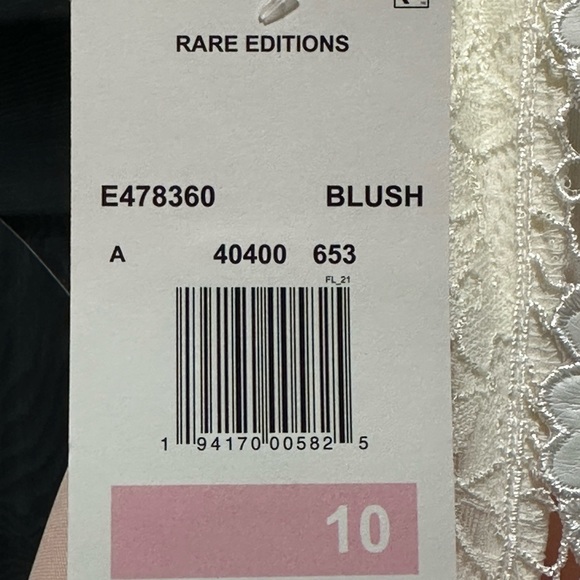 RARE EDITIONS
E478360 BLUSH
A 40400 653
FL_21
1 94170 00582 5
10